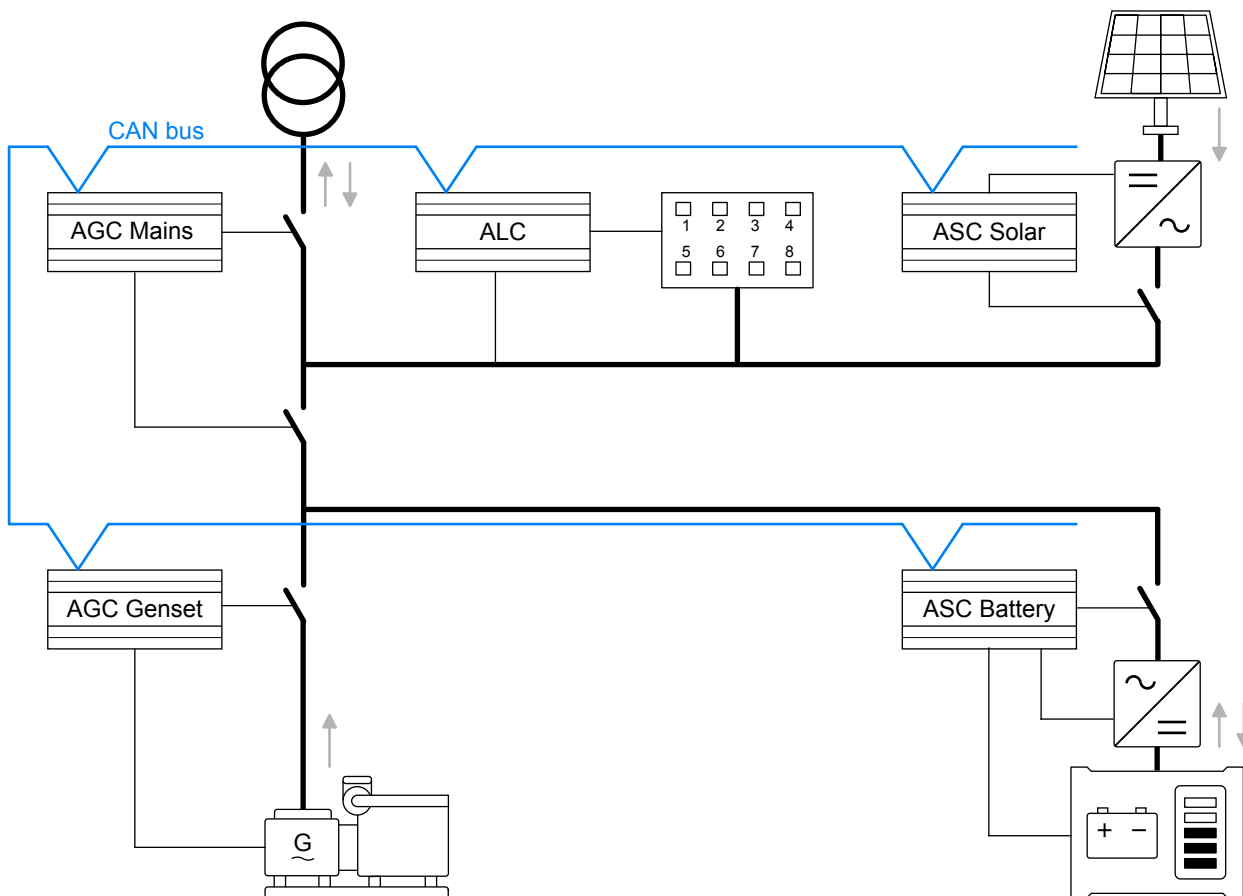 CAN bus
AGC Mains
ALC
1 2 3 4
5 6 7 8
ASC Solar
AGC Genset
ASC Battery
G
+ −